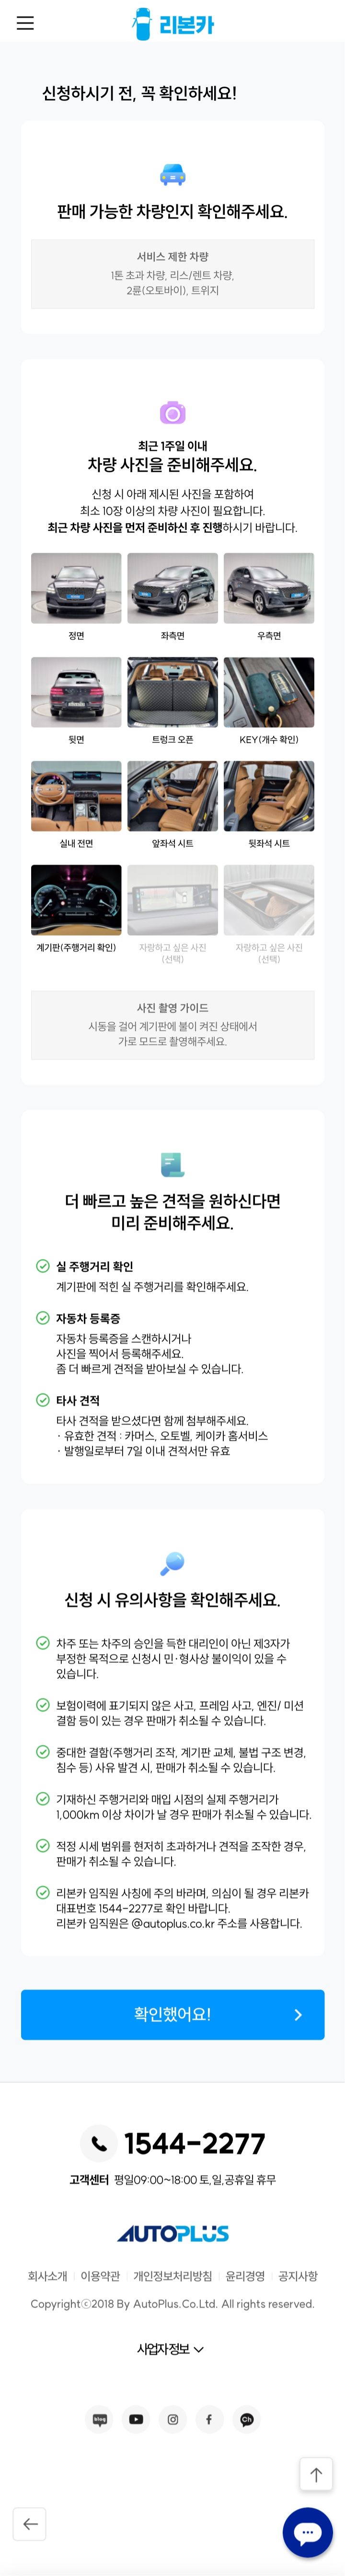 리본카
신청하시기 전, 꼭 확인하세요!
판매 가능한 차량인지 확인해주세요.
서비스 제한 차량
1톤 초과 차량, 리스/렌트 차량,
2륜(오토바이), 트위지
최근 1주일 이내
차량 사진을 준비해주세요.
신청 시 아래 제시된 사진을 포함하여
최소 10장 이상의 차량 사진이 필요합니다.
최근 차량 사진을 먼저 준비하신 후 진행하시기 바랍니다.
정면
좌측면
우측면
뒷면
트렁크 오픈
KEY(개수 확인)
실내 전면
앞좌석 시트
뒷좌석 시트
계기판(주행거리 확인)
자랑하고 싶은 사진
(선택)
자랑하고 싶은 사진
(선택)
사진 촬영 가이드
시동을 걸어 계기판에 불이 켜진 상태에서
가로 모드로 촬영해주세요.
더 빠르고 높은 견적을 원하신다면
미리 준비해주세요.
실 주행거리 확인
계기판에 적힌 실 주행거리를 확인해주세요.
자동차 등록증
자동차 등록증을 스캔하시거나
사진을 찍어서 등록해주세요.
좀 더 빠르게 견적을 받아보실 수 있습니다.
타사 견적
타사 견적을 받으셨다면 함께 첨부해주세요.
· 유효한 견적 : 카머스, 오토벨, 케이카 홈서비스
· 발행일로부터 7일 이내 견적서만 유효
신청 시 유의사항을 확인해주세요.
차주 또는 차주의 승인을 득한 대리인이 아닌 제3자가
부정한 목적으로 신청시 민·형사상 불이익이 있을 수
있습니다.
보험이력에 표기되지 않은 사고, 프레임 사고, 엔진/ 미션
결함 등이 있는 경우 판매가 취소될 수 있습니다.
중대한 결함(주행거리 조작, 계기판 교체, 불법 구조 변경,
침수 등) 사유 발견 시, 판매가 취소될 수 있습니다.
기재하신 주행거리와 매입 시점의 실제 주행거리가
1,000km 이상 차이가 날 경우 판매가 취소될 수 있습니다.
적정 시세 범위를 현저히 초과하거나 견적을 조작한 경우,
판매가 취소될 수 있습니다.
리본카 임직원 사칭에 주의 바라며, 의심이 될 경우 리본카
대표번호 1544-2277로 확인 바랍니다.
리본카 임직원은 @autoplus.co.kr 주소를 사용합니다.
확인했어요!
1544-2277
고객센터 평일09:00~18:00 토,일,공휴일 휴무
AUTOPLUS
회사소개 이용약관 개인정보처리방침 윤리경영 공지사항
Copyrightⓒ2018 By AutoPlus.Co.Ltd. All rights reserved.
사업자정보
blog
f
Ch